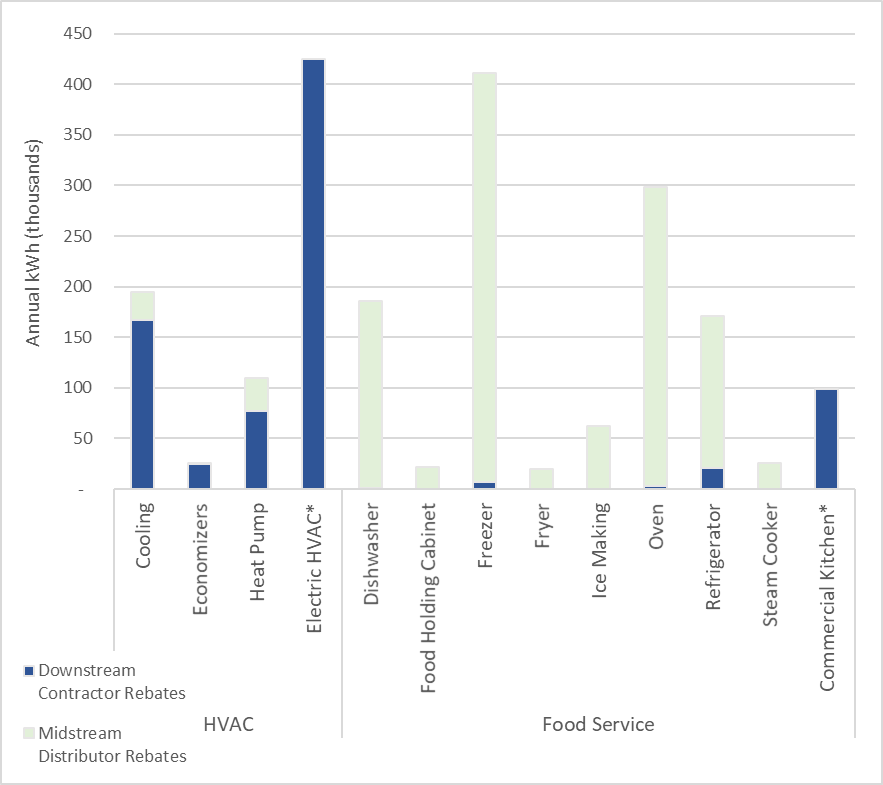 450
400
350
300
250
200
150
100
50
-
Annual kWh (thousands)
Cooling
Economizers
Heat Pump
Electric HVAC*
Dishwasher
Food Holding Cabinet
Freezer
Fryer
Ice Making
Oven
Refrigerator
Steam Cooker
Commercial Kitchen*
HVAC
Food Service
Downstream
Contractor Rebates
Midstream
Distributor Rebates